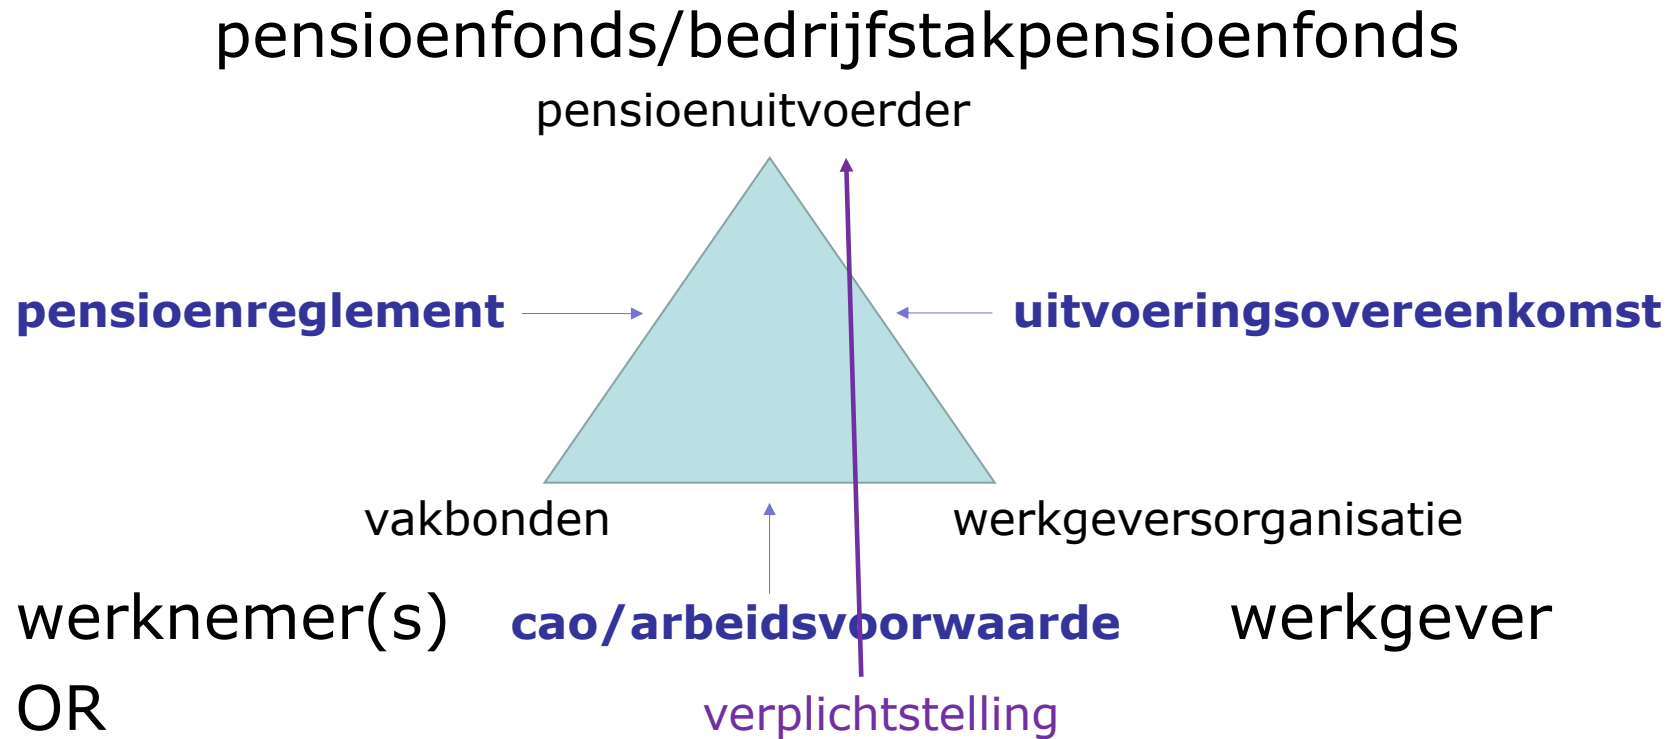 pensioenfonds/bedrijfstakpensioenfonds
pensioenuitvoerder
pensioenreglement
uitvoeringsovereenkomst
vakbonden
werkgeversorganisatie
werknemer(s)
cao/arbeidsvoorwaarde
werkgever
OR
verplichtstelling